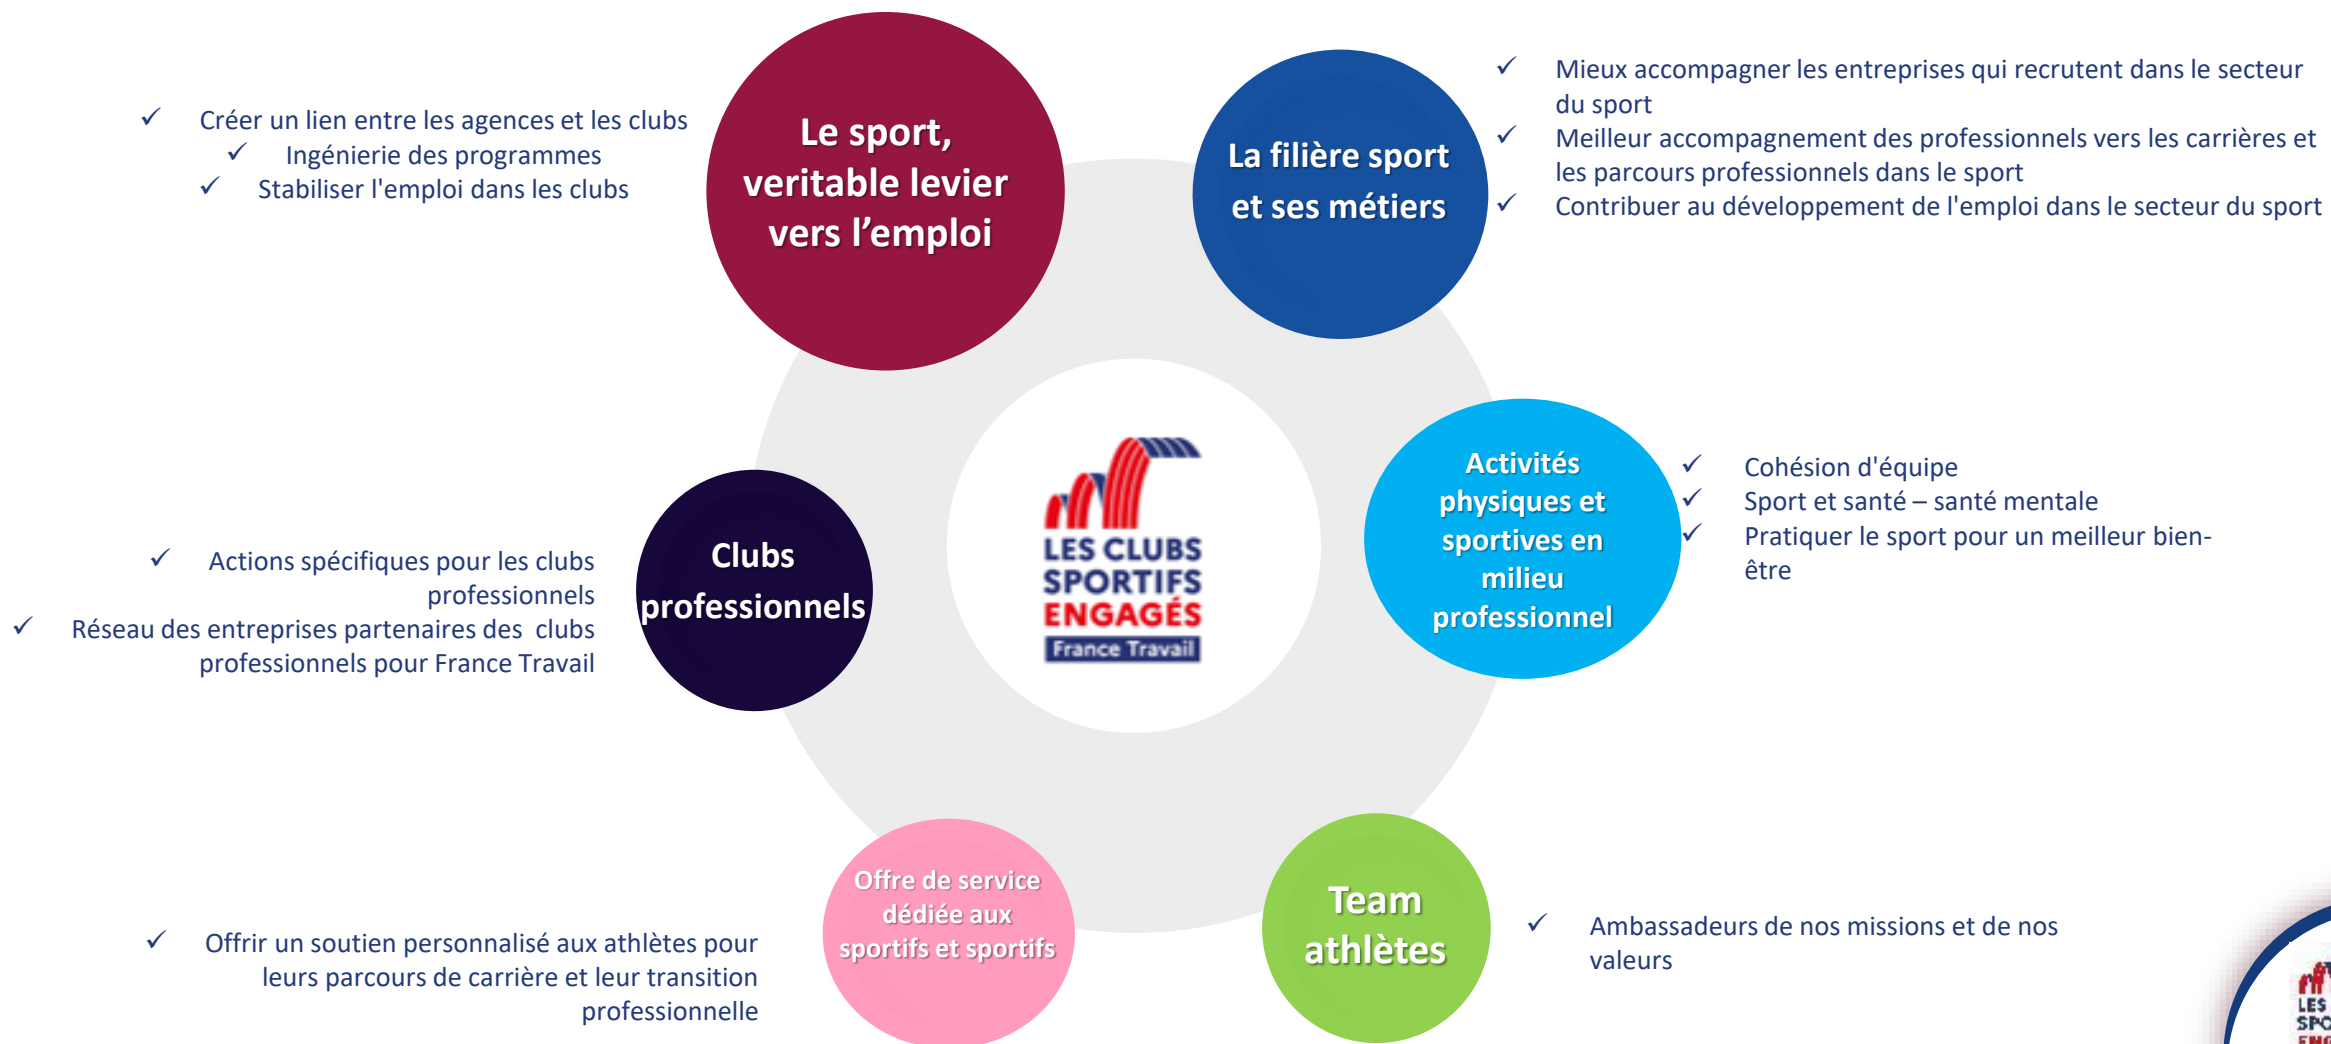 Créer un lien entre les agences et les clubs
Ingénierie des programmes
Stabiliser l'emploi dans les clubs
Le sport,
veritable levier
vers l'emploi
La filière sport
et ses métiers
Mieux accompagner les entreprises qui recrutent dans le secteur
du sport
Meilleur accompagnement des professionnels vers les carrières et
les parcours professionnels dans le sport
Contribuer au développement de l'emploi dans le secteur du sport
Actions spécifiques pour les clubs
professionnels
Réseau des entreprises partenaires des clubs
professionnels pour France Travail
Clubs
professionnels
LES CLUBS
SPORTIFS
ENGAGÉS
France Travail
Activités
physiques et
sportives en
milieu
professionnel
Cohésion d'équipe
Sport et santé – santé mentale
Pratiquer le sport pour un meilleur bien-
être
Offrir un soutien personnalisé aux athlètes pour
leurs parcours de carrière et leur transition
professionnelle
Offre de service
dédiée aux
sportifs et sportifs
Team
athlètes
Ambassadeurs de nos missions et de nos
valeurs
LES